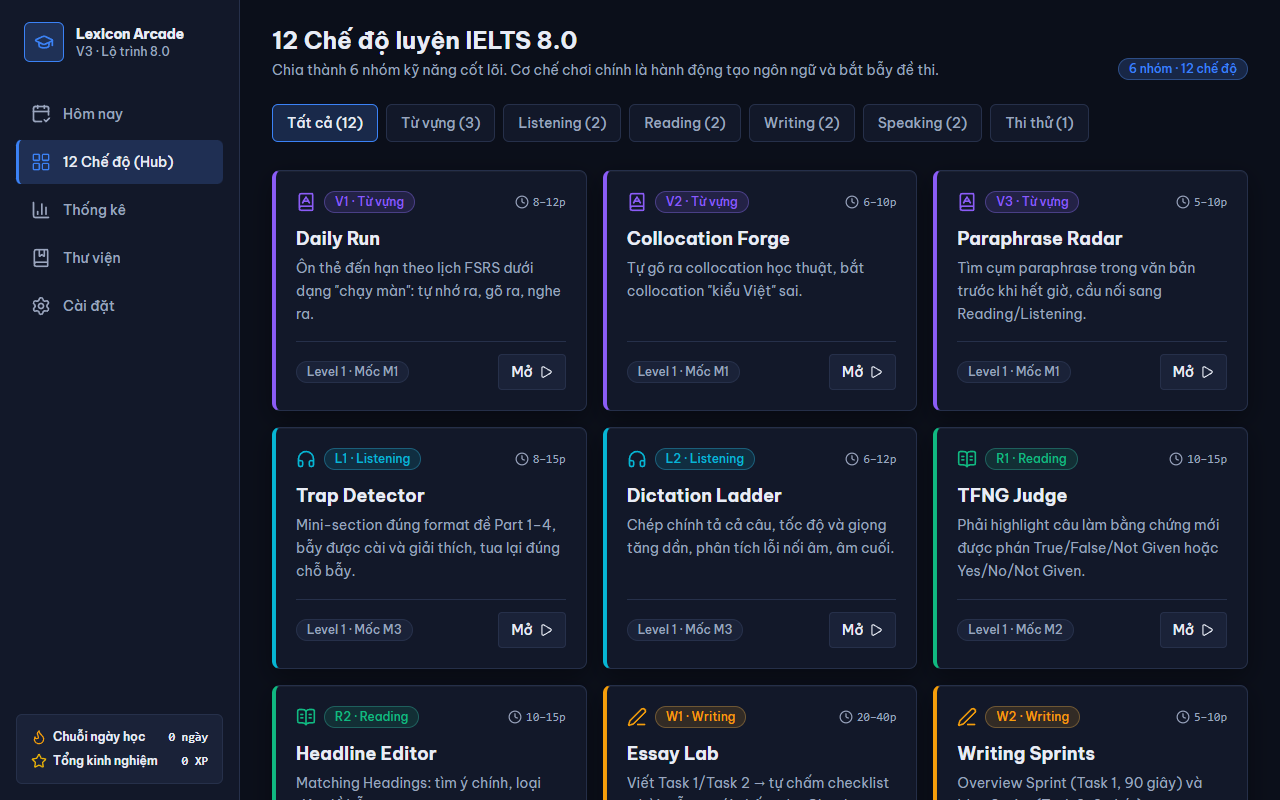 Lexicon Arcade
V3 · Lộ trình 8.0
Hôm nay
12 Chế độ (Hub)
Thống kê
Thư viện
Cài đặt
Chuỗi ngày học 0 ngày
Tổng kinh nghiệm 0 XP
12 Chế độ luyện IELTS 8.0
Chia thành 6 nhóm kỹ năng cốt lõi. Cơ chế chơi chính là hành động tạo ngôn ngữ và bắt bẫy đề thi.
6 nhóm · 12 chế độ
Tất cả (12) Từ vựng (3) Listening (2) Reading (2) Writing (2) Speaking (2) Thi thử (1)
V1 · Từ vựng 8–12p
Daily Run
Ôn thẻ đến hạn theo lịch FSRS dưới
dạng "chạy màn": tự nhớ ra, gõ ra, nghe
ra.
Level 1 · Mốc M1 Mở
V2 · Từ vựng 6–10p
Collocation Forge
Tự gõ ra collocation học thuật, bắt
collocation "kiểu Việt" sai.
Level 1 · Mốc M1 Mở
V3 · Từ vựng 5–10p
Paraphrase Radar
Tìm cụm paraphrase trong văn bản
trước khi hết giờ, cầu nối sang
Reading/Listening.
Level 1 · Mốc M1 Mở
L1 · Listening 8–15p
Trap Detector
Mini-section đúng format đề Part 1–4,
bẫy được cài và giải thích, tua lại đúng
chỗ bẫy.
Level 1 · Mốc M3 Mở
L2 · Listening 6–12p
Dictation Ladder
Chép chính tả cả câu, tốc độ và giọng
tăng dần, phân tích lỗi nối âm, âm cuối.
Level 1 · Mốc M3 Mở
R1 · Reading 10–15p
TFNG Judge
Phải highlight câu làm bằng chứng mới
được phán True/False/Not Given hoặc
Yes/No/Not Given.
Level 1 · Mốc M2 Mở
R2 · Reading 10–15p
Headline Editor
Matching Headings: tìm ý chính, loại
W1 · Writing 20–40p
Essay Lab
Viết Task 1/Task 2 → tự chấm checklist
W2 · Writing 5–10p
Writing Sprints
Overview Sprint (Task 1, 90 giây) và